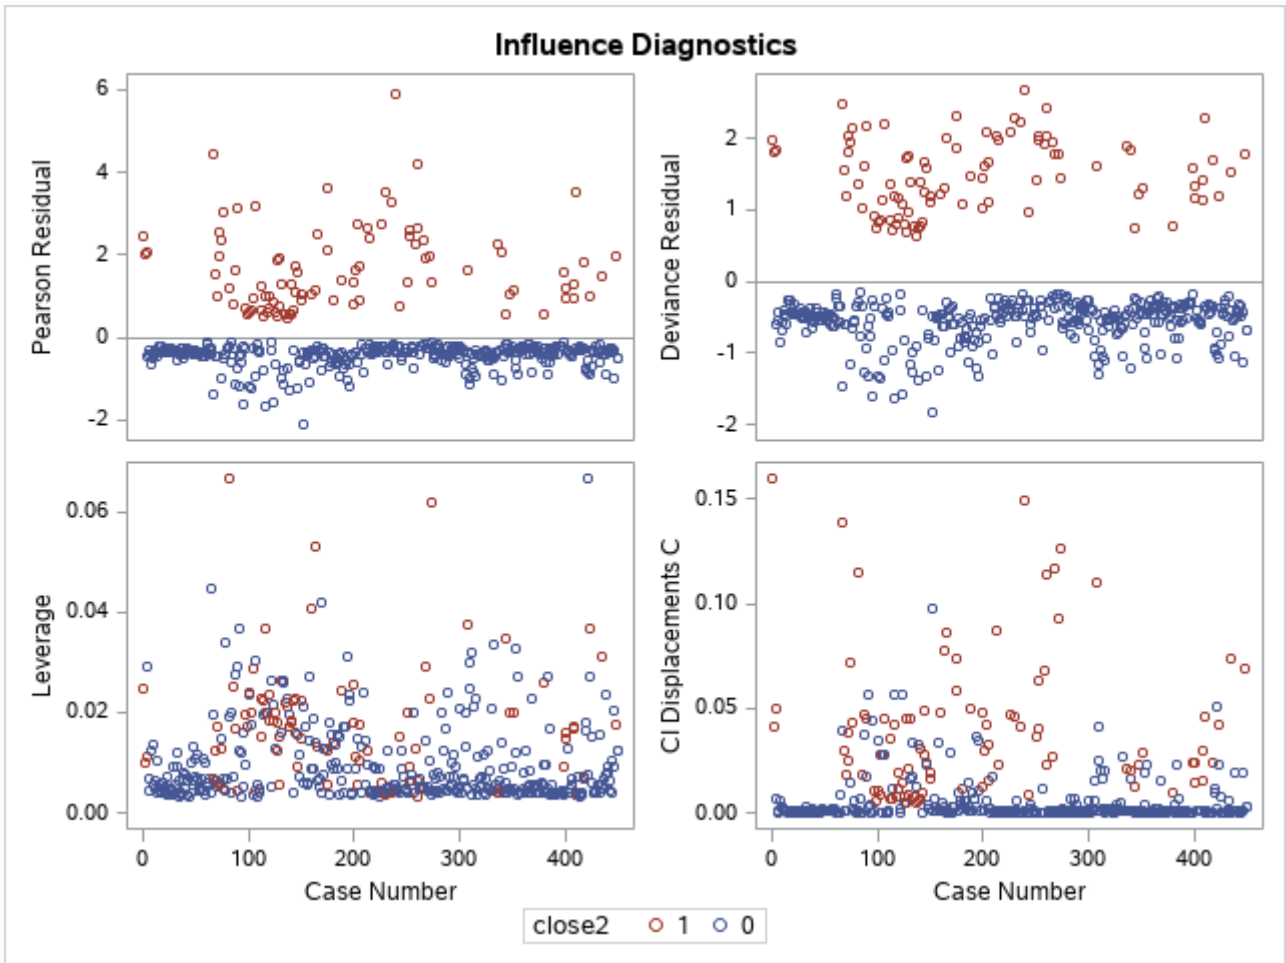 Influence Diagnostics
Pearson Residual
6
4
2
0
-2
Deviance Residual
2
1
0
-1
-2
Leverage
0.06
0.04
0.02
0.00
0 100 200 300 400
Case Number
CI Displacements C
0.15
0.10
0.05
0.00
0 100 200 300 400
Case Number
close2 1 0